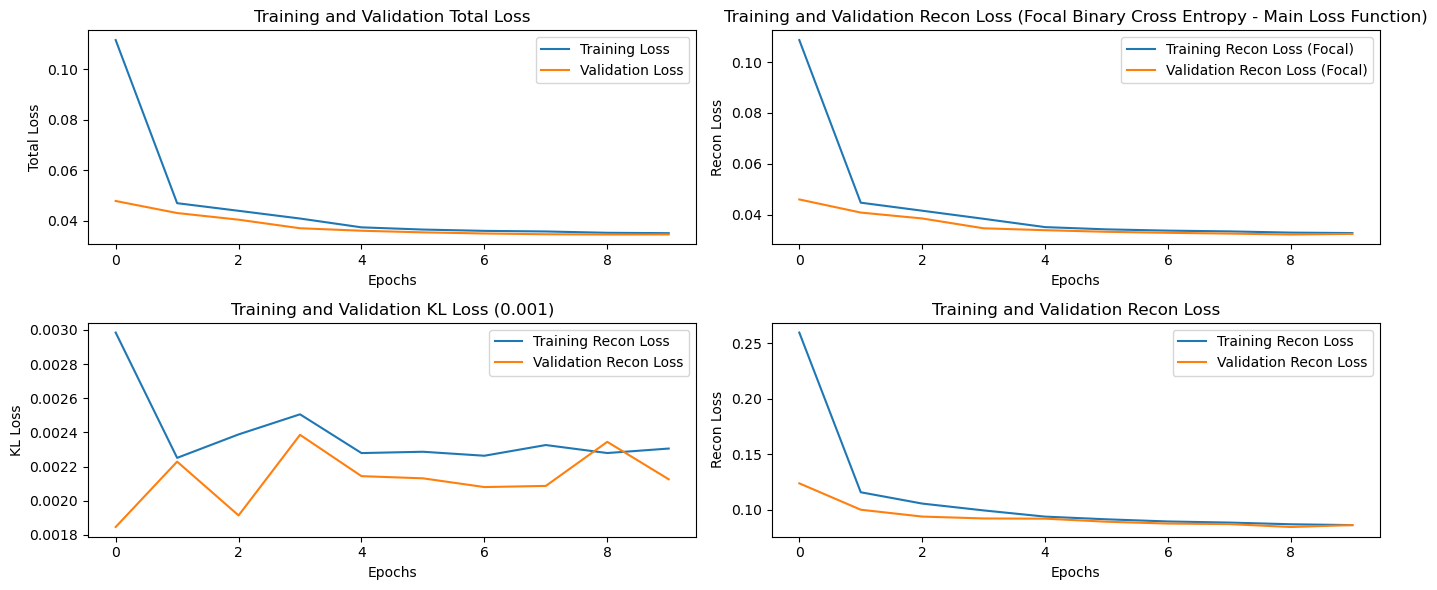 Training and Validation Total Loss
Total Loss
0.10
0.08
0.06
0.04
Training Loss
Validation Loss
0 2 4 6 8
Epochs
Training and Validation Recon Loss (Focal Binary Cross Entropy - Main Loss Function)
Recon Loss
0.10
0.08
0.06
0.04
Training Recon Loss (Focal)
Validation Recon Loss (Focal)
0 2 4 6 8
Epochs
Training and Validation KL Loss (0.001)
KL Loss
0.0030
0.0028
0.0026
0.0024
0.0022
0.0020
0.0018
Training Recon Loss
Validation Recon Loss
0 2 4 6 8
Epochs
Training and Validation Recon Loss
Recon Loss
0.25
0.20
0.15
0.10
Training Recon Loss
Validation Recon Loss
0 2 4 6 8
Epochs